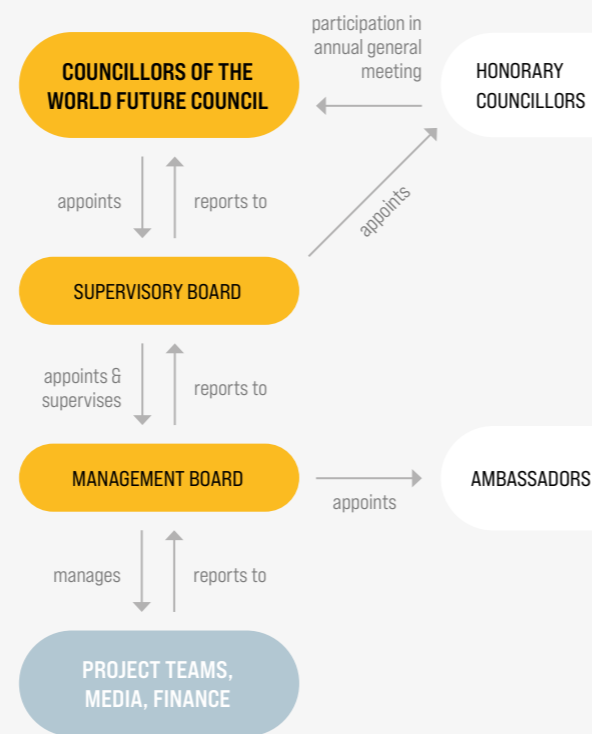 participation in
annual general
meeting
COUNCILLORS OF THE
WORLD FUTURE COUNCIL
HONORARY
COUNCILLORS
appoints
reports to
appoints
SUPERVISORY BOARD
appoints &
supervises
reports to
MANAGEMENT BOARD
appoints
AMBASSADORS
manages
reports to
PROJECT TEAMS,
MEDIA, FINANCE